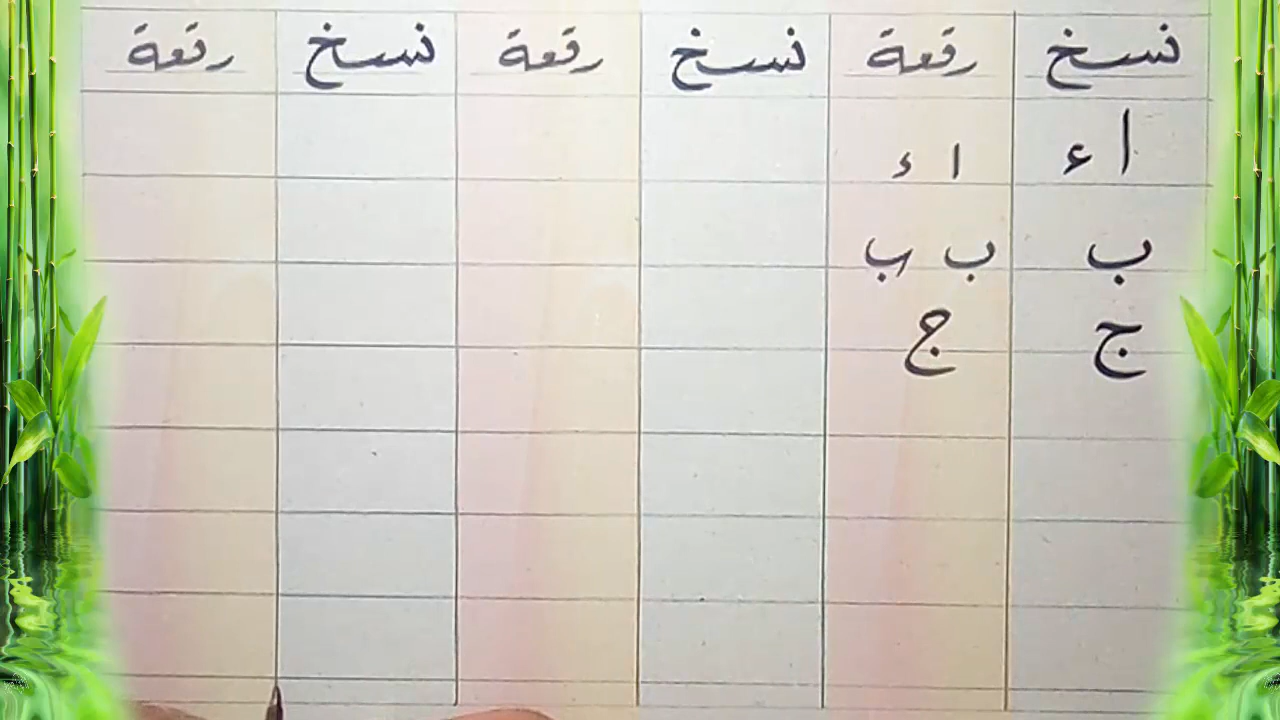 نسخ رقعة نسخ رقعة نسخ رقعة
ا ء ا ء
ب ب ب
ج ج